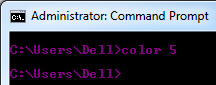 Administrator: Command Prompt
C:\Users\Dell>color 5
C:\Users\Dell>